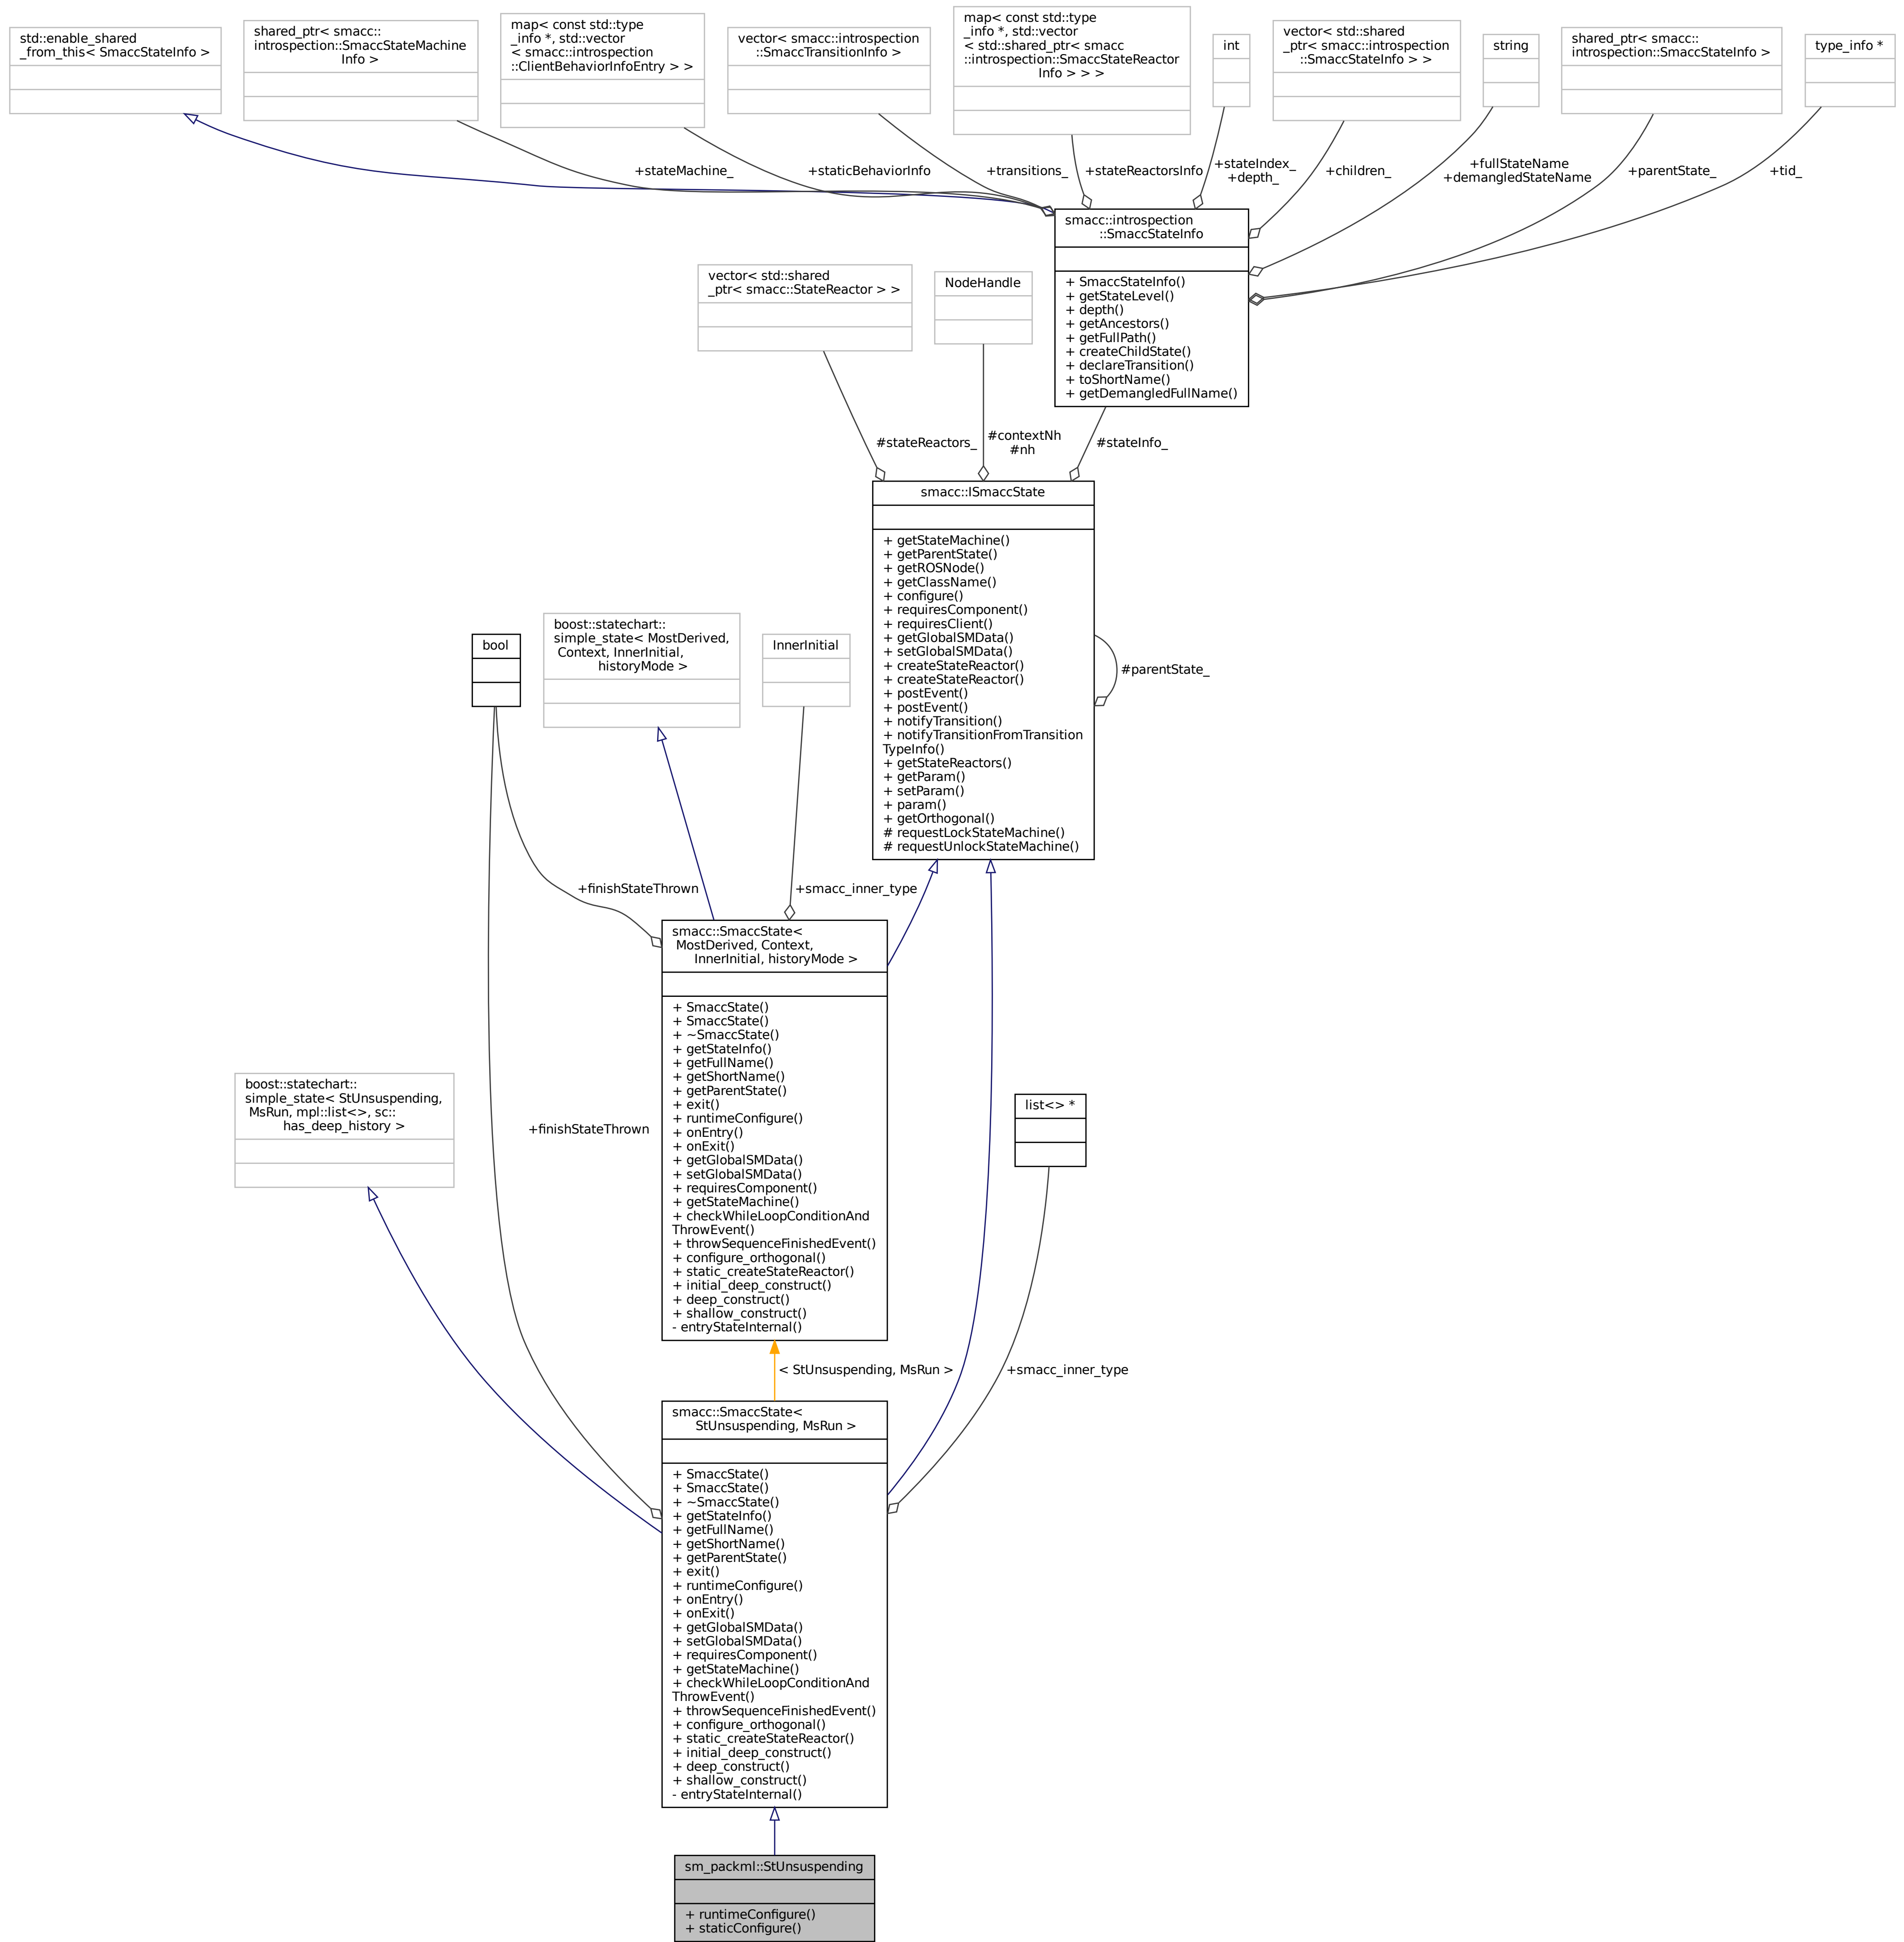 std::enable_shared
_from_this< SmaccStateInfo >
shared_ptr< smacc::
introspection::SmaccStateMachine
Info >
map< const std::type
_info *, std::vector
< smacc::introspection
::ClientBehaviorInfoEntry > >
vector< smacc::introspection
::SmaccTransitionInfo >
map< const std::type
_info *, std::vector
< std::shared_ptr< smacc
::introspection::SmaccStateReactor
Info > > >
int
vector< std::shared
_ptr< smacc::introspection
::SmaccStateInfo > >
string
shared_ptr< smacc::
introspection::SmaccStateInfo >
type_info *
+stateMachine_
+staticBehaviorInfo
+transitions_
+stateReactorsInfo
+stateIndex_
+depth_
+children_
+fullStateName
+demangledStateName
+parentState_
+tid_
smacc::introspection
::SmaccStateInfo
+ SmaccStateInfo()
+ getStateLevel()
+ depth()
+ getAncestors()
+ getFullPath()
+ createChildState()
+ declareTransition()
+ toShortName()
+ getDemangledFullName()
vector< std::shared
_ptr< smacc::StateReactor > >
NodeHandle
#stateReactors_
#contextNh
#nh
#stateInfo_
smacc::ISmaccState
+ getStateMachine()
+ getParentState()
+ getROSNode()
+ getClassName()
+ configure()
+ requiresComponent()
+ requiresClient()
+ getGlobalSMData()
+ setGlobalSMData()
+ createStateReactor()
+ createStateReactor()
+ postEvent()
+ postEvent()
+ notifyTransition()
+ notifyTransitionFromTransition
TypeInfo()
+ getStateReactors()
+ getParam()
+ setParam()
+ param()
+ getOrthogonal()
# requestLockStateMachine()
# requestUnlockStateMachine()
#parentState_
bool
boost::statechart::
simple_state< MostDerived,
Context, InnerInitial,
historyMode >
InnerInitial
+finishStateThrown
+smacc_inner_type
smacc::SmaccState<
MostDerived, Context,
InnerInitial, historyMode >
+ SmaccState()
+ SmaccState()
+ ~SmaccState()
+ getStateInfo()
+ getFullName()
+ getShortName()
+ getParentState()
+ exit()
+ runtimeConfigure()
+ onEntry()
+ onExit()
+ getGlobalSMData()
+ setGlobalSMData()
+ requiresComponent()
+ getStateMachine()
+ checkWhileLoopConditionAnd
ThrowEvent()
+ throwSequenceFinishedEvent()
+ configure_orthogonal()
+ static_createStateReactor()
+ initial_deep_construct()
+ deep_construct()
+ shallow_construct()
- entryStateInternal()
boost::statechart::
simple_state< StUnsuspending,
MsRun, mpl::list<>, sc::
has_deep_history >
+finishStateThrown
list<> *
< StUnsuspending, MsRun >
+smacc_inner_type
smacc::SmaccState<
StUnsuspending, MsRun >
+ SmaccState()
+ SmaccState()
+ ~SmaccState()
+ getStateInfo()
+ getFullName()
+ getShortName()
+ getParentState()
+ exit()
+ runtimeConfigure()
+ onEntry()
+ onExit()
+ getGlobalSMData()
+ setGlobalSMData()
+ requiresComponent()
+ getStateMachine()
+ checkWhileLoopConditionAnd
ThrowEvent()
+ throwSequenceFinishedEvent()
+ configure_orthogonal()
+ static_createStateReactor()
+ initial_deep_construct()
+ deep_construct()
+ shallow_construct()
- entryStateInternal()
sm_packml::StUnsuspending
+ runtimeConfigure()
+ staticConfigure()